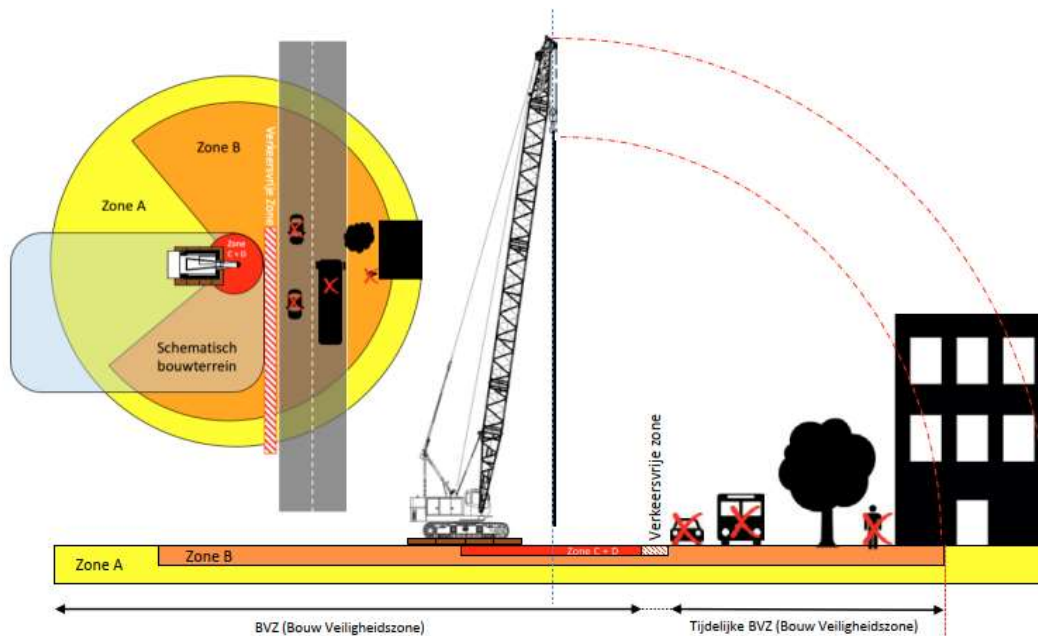 Zone B
Verkeersvrije Zone
Zone A
Zone
C + D
Schematisch
bouwterrein
Verkeersvrije zone
Zone C + D
Zone B
Zone A
BVZ (Bouw Veiligheidszone)
Tijdelijke BVZ (Bouw Veiligheidszone)